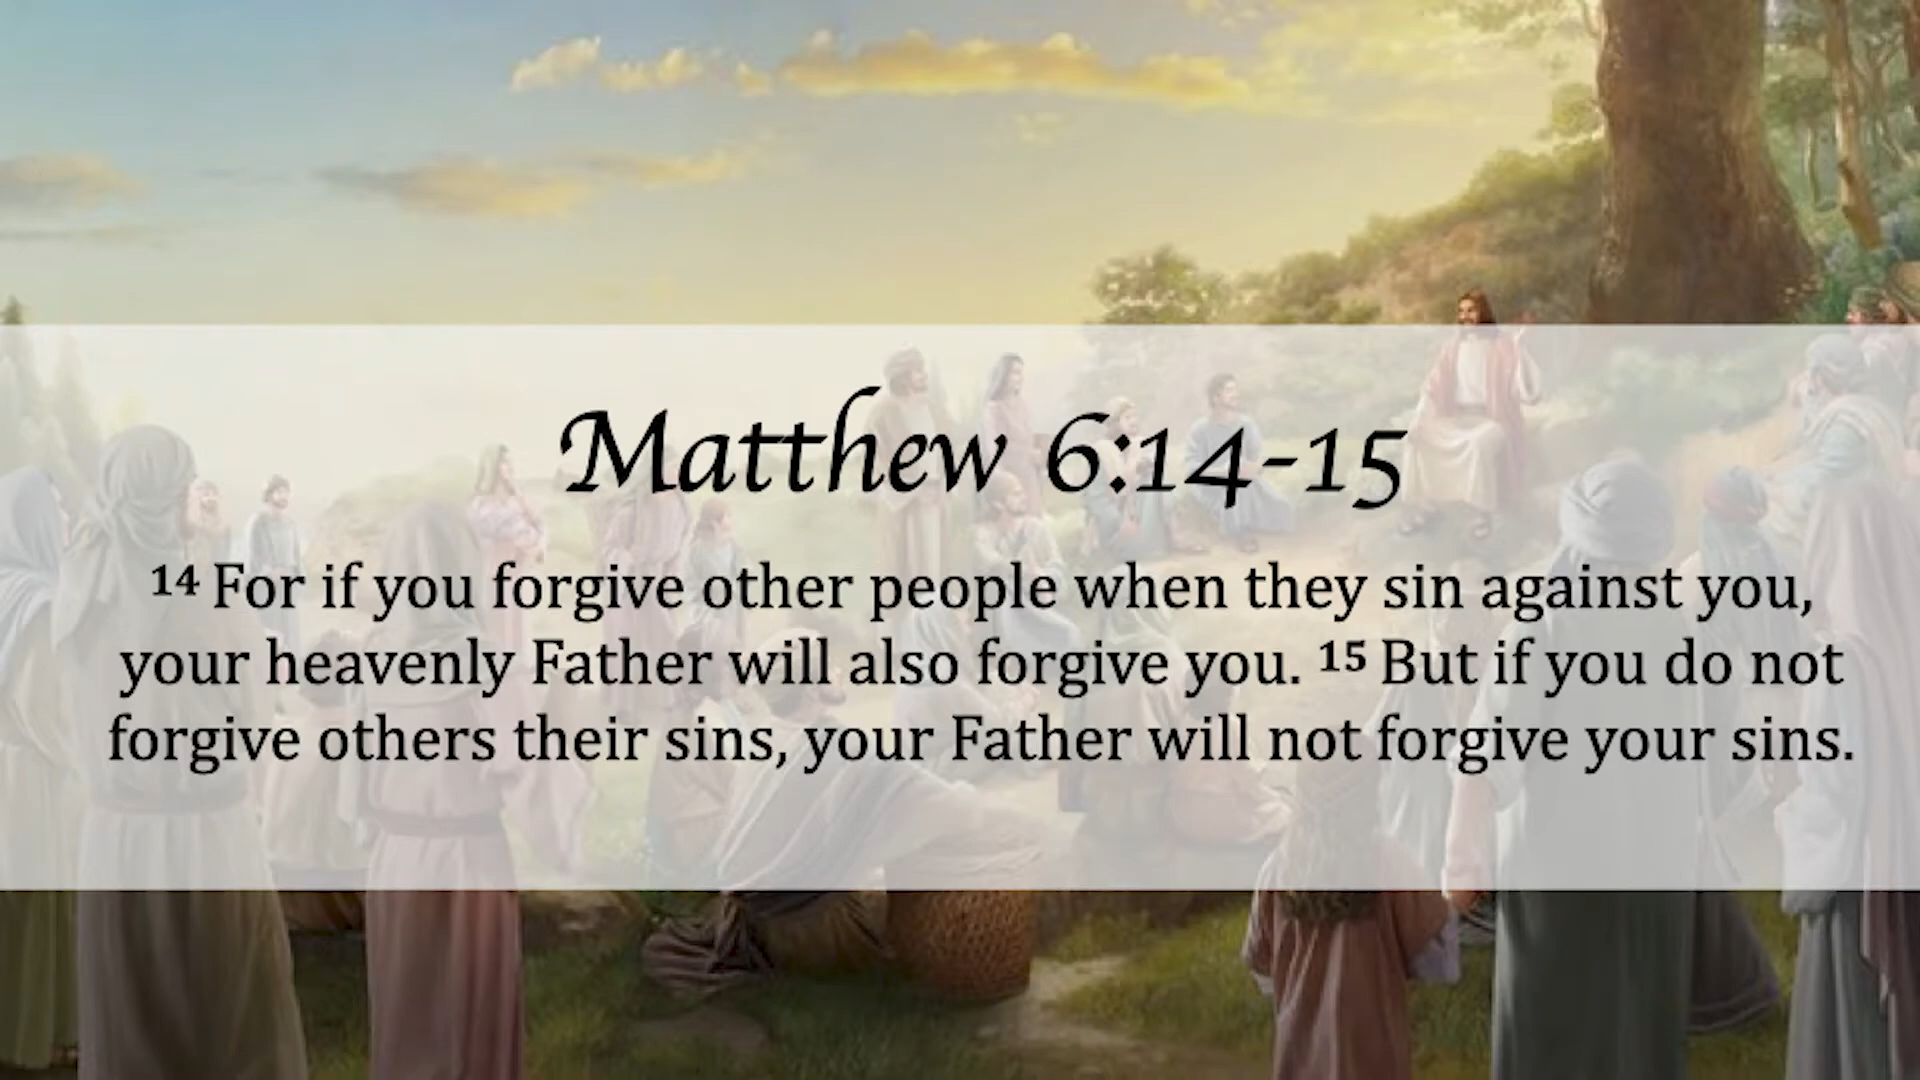 Matthew 6:14-15
14 For if you forgive other people when they sin against you,
your heavenly Father will also forgive you. 15 But if you do not
forgive others their sins, your Father will not forgive your sins.